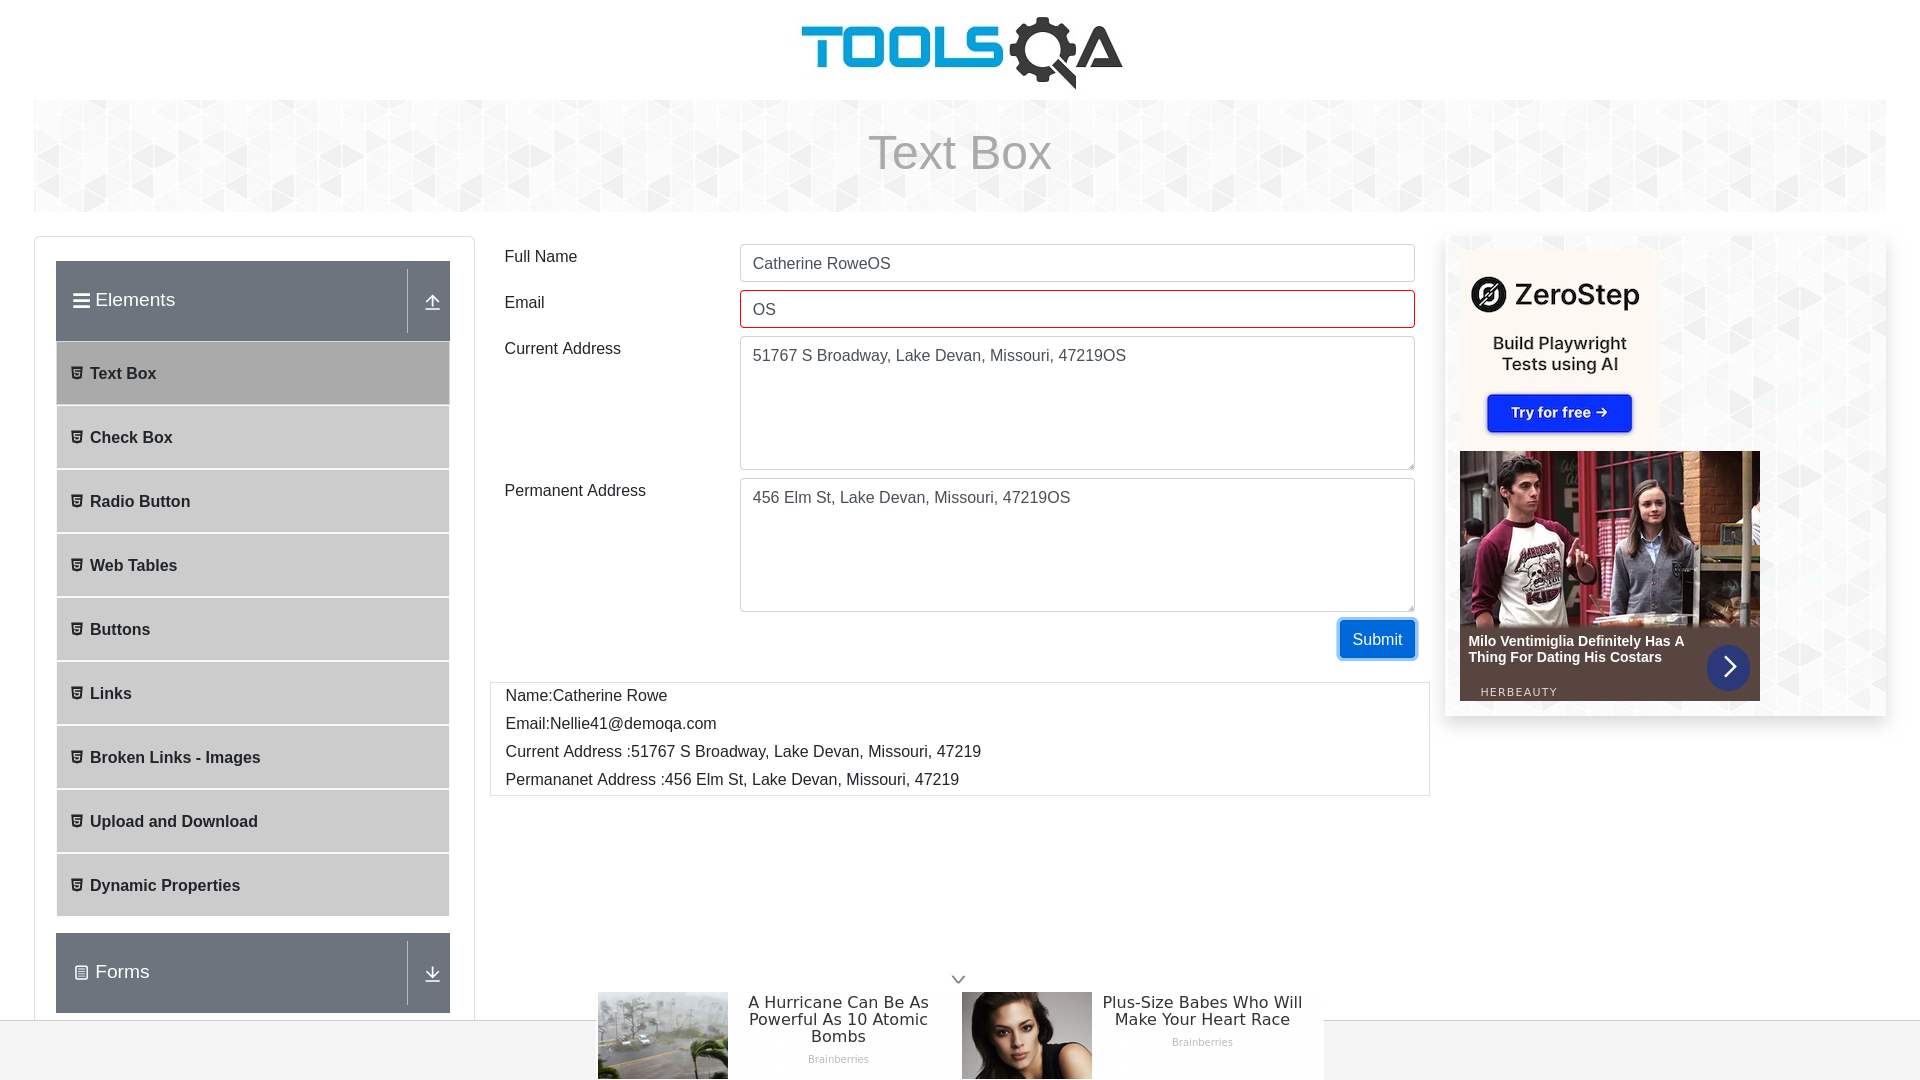 TOOLSQA
Text Box
Elements
Text Box
Check Box
Radio Button
Web Tables
Buttons
Links
Broken Links - Images
Upload and Download
Dynamic Properties
Forms
Full Name
Catherine RoweOS
Email
OS
Current Address
51767 S Broadway, Lake Devan, Missouri, 47219OS
Permanent Address
456 Elm St, Lake Devan, Missouri, 47219OS
Submit
Name:Catherine Rowe
Email:Nellie41@demoqa.com
Current Address :51767 S Broadway, Lake Devan, Missouri, 47219
Permananet Address :456 Elm St, Lake Devan, Missouri, 47219
ZeroStep
Build Playwright
Tests using AI
Try for free →
Milo Ventimiglia Definitely Has A
Thing For Dating His Costars
HERBEAUTY
A Hurricane Can Be As
Powerful As 10 Atomic
Bombs
Brainberries
Plus-Size Babes Who Will
Make Your Heart Race
Brainberries